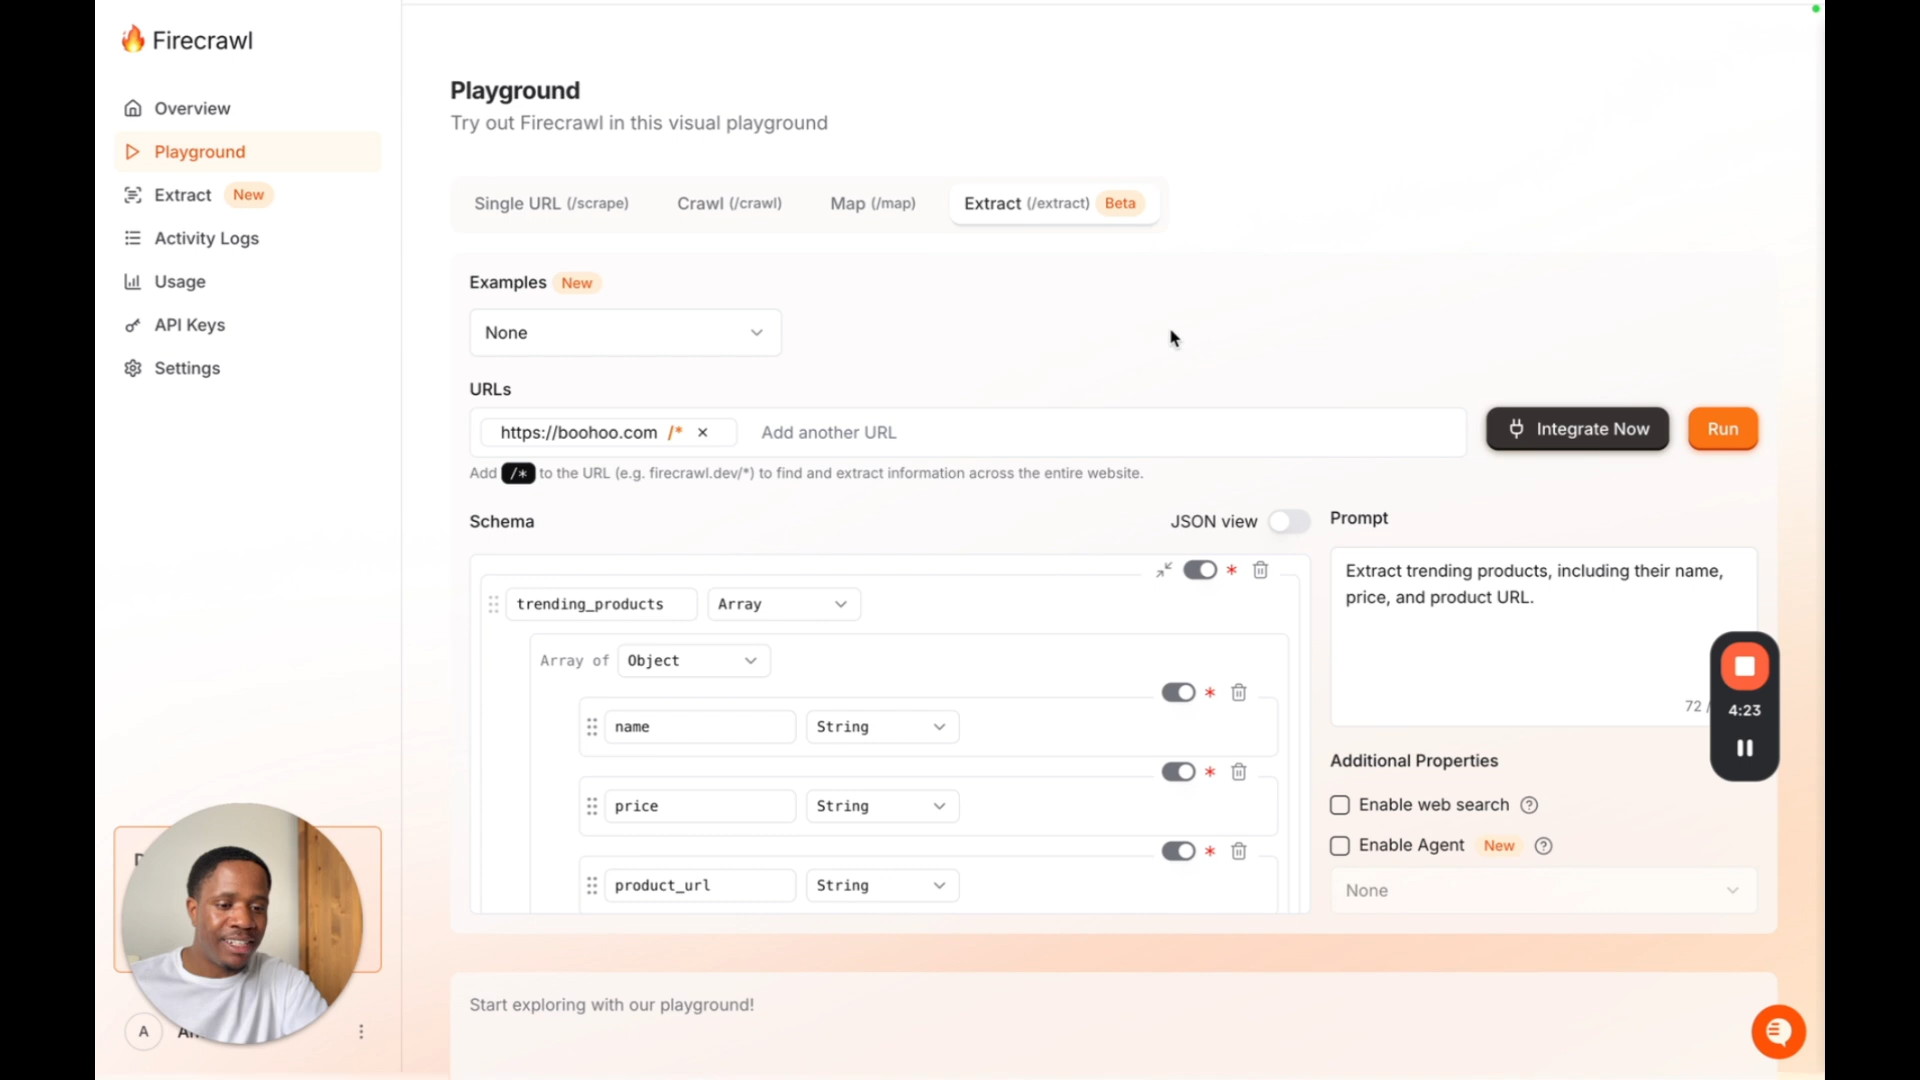 Firecrawl
Overview
Playground
Extract New
Activity Logs
Usage
API Keys
Settings
A
Playground
Try out Firecrawl in this visual playground
Single URL (/scrape) Crawl (/crawl) Map (/map) Extract (/extract) Beta
Examples New
None
URLs
https://boohoo.com /* × Add another URL
Integrate Now
Run
Add /* to the URL (e.g. firecrawl.dev/*) to find and extract information across the entire website.
Schema
JSON view
* 
trending_products Array
Array of Object
*
name String
*
price String
*
product_url String
Prompt
Extract trending products, including their name,
price, and product URL.
72 /
4:23
Additional Properties
Enable web search ?
Enable Agent New ?
None
Start exploring with our playground!